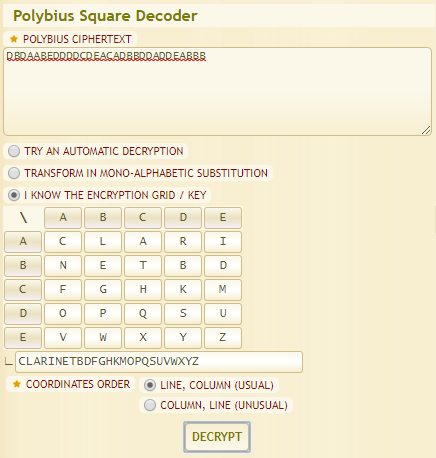 Polybius Square Decoder
★ POLYBIUS CIPHERTEXT
DBDAABEDDDDCDEACADBBDDADDEABBB
TRY AN AUTOMATIC DECRYPTION
TRANSFORM IN MONO-ALPHABETIC SUBSTITUTION
I KNOW THE ENCRYPTION GRID / KEY
\ A B C D E
A C L A R I
B N E T B D
C F G H K M
D O P Q S U
E V W X Y Z
CLARINETBDFGHKMOPQSUVWXYZ
★ COORDINATES ORDER LINE, COLUMN (USUAL)
COLUMN, LINE (UNUSUAL)
DECRYPT